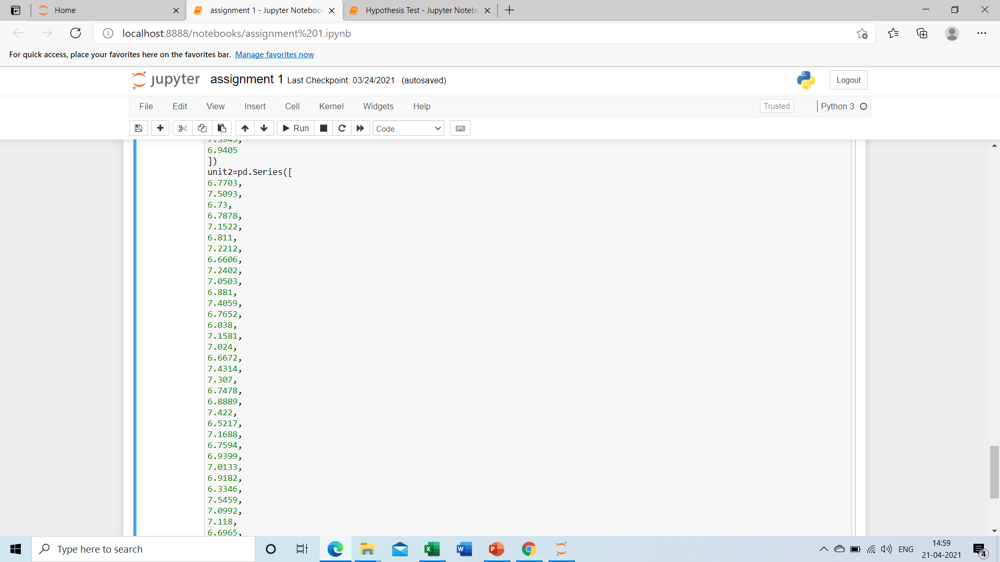 Home
assignment 1 - Jupyter Notebook
Hypothesis Test - Jupyter Notebo
localhost:8888/notebooks/assignment%201.ipynb
For quick access, place your favorites here on the favorites bar. Manage favorites now
jupyter assignment 1 Last Checkpoint: 03/24/2021 (autosaved)
Logout
File Edit View Insert Cell Kernel Widgets Help
Trusted
Python 3
Run
Code
6.9405
])
unit2=pd.Series([
6.7703,
7.5093,
6.73,
6.7878,
7.1522,
6.811,
7.2212,
6.6606,
7.2402,
7.0503,
6.881,
7.4059,
6.7652,
6.038,
7.1581,
7.024,
6.6672,
7.4314,
7.307,
6.7478,
6.8889,
7.422,
6.5217,
7.1688,
6.7594,
6.9399,
7.0133,
6.9182,
6.3346,
7.5459,
7.0992,
7.118,
6.6965,
Type here to search
ENG
14:59
21-04-2021
4